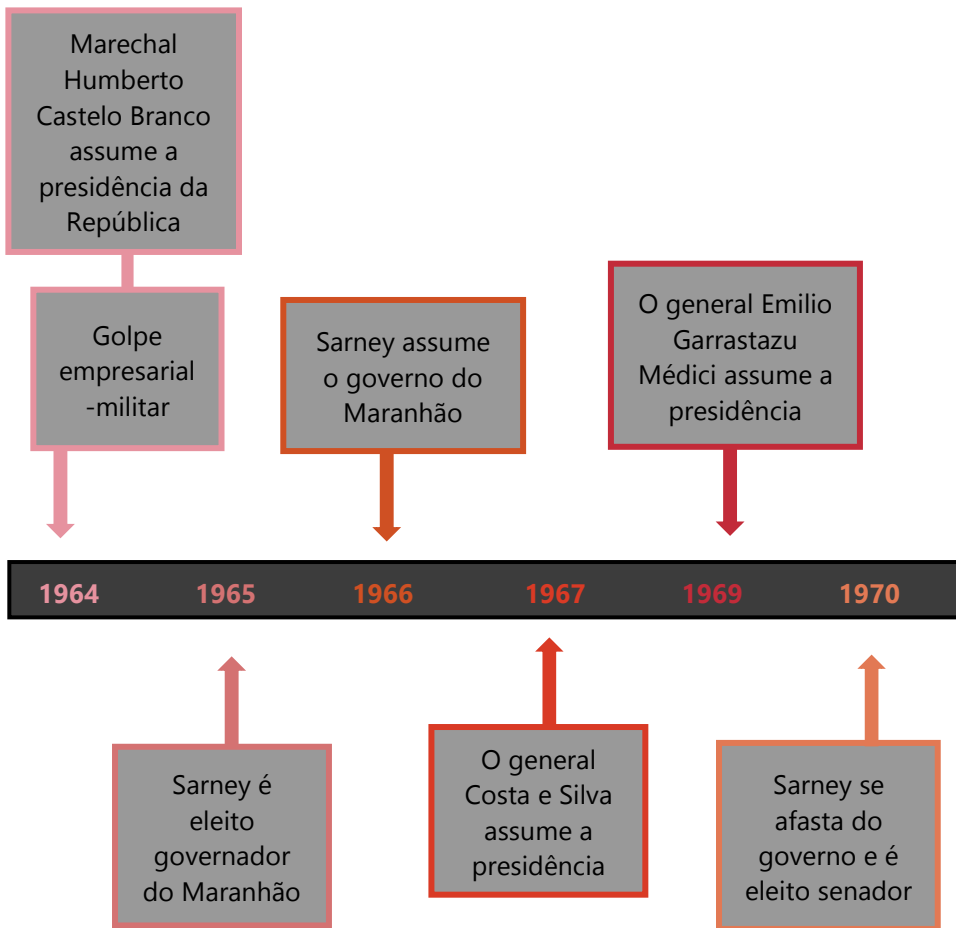 Marechal
Humberto
Castelo Branco
assume a
presidência da
República
Golpe
empresarial
-militar
Sarney assume
o governo do
Maranhão
O general Emilio
Garrastazu
Médici assume a
presidência
1964 1965 1966 1967 1969 1970
Sarney é
eleito
governador
do Maranhão
O general
Costa e Silva
assume a
presidência
Sarney se
afasta do
governo e é
eleito senador